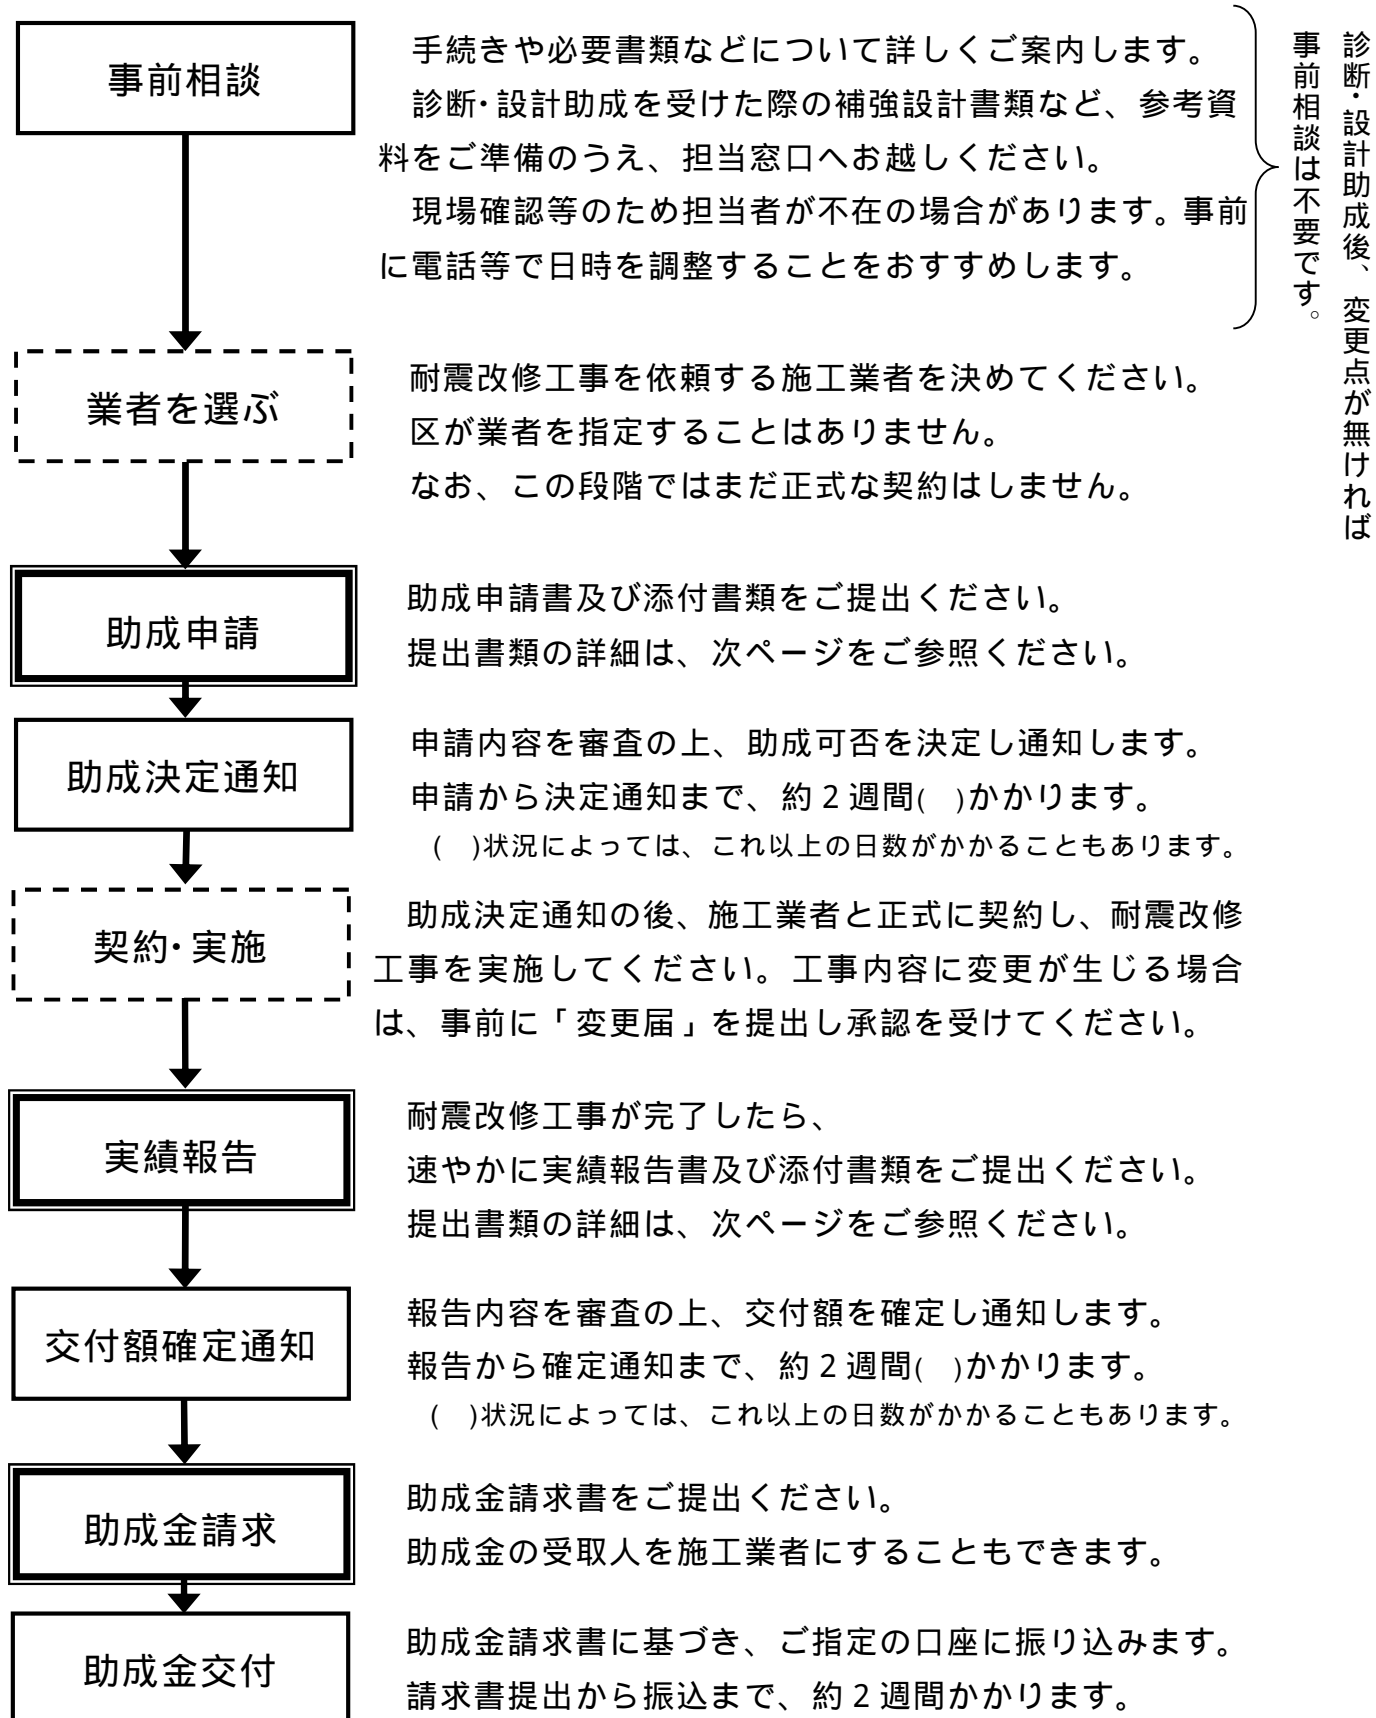 事前相談
手続きや必要書類などについて詳しくご案内します。
診断・設計助成を受けた際の補強設計書類など、参考資
料をご準備のうえ、担当窓口へお越しください。
現場確認等のため担当者が不在の場合があります。事前
に電話等で日時を調整することをおすすめします。
診断・設計助成後、変更点が無ければ
事前相談は不要です。
業者を選ぶ
耐震改修工事を依頼する施工業者を決めてください。
区が業者を指定することはありません。
なお、この段階ではまだ正式な契約はしません。
助成申請
助成申請書及び添付書類をご提出ください。
提出書類の詳細は、次ページをご参照ください。
助成決定通知
申請内容を審査の上、助成可否を決定し通知します。
申請から決定通知まで、約２週間(　)かかります。
(　)状況によっては、これ以上の日数がかかることもあります。
契約・実施
助成決定通知の後、施工業者と正式に契約し、耐震改修
工事を実施してください。工事内容に変更が生じる場合
は、事前に「変更届」を提出し承認を受けてください。
実績報告
耐震改修工事が完了したら、
速やかに実績報告書及び添付書類をご提出ください。
提出書類の詳細は、次ページをご参照ください。
交付額確定通知
報告内容を審査の上、交付額を確定し通知します。
報告から確定通知まで、約２週間(　)かかります。
(　)状況によっては、これ以上の日数がかかることもあります。
助成金請求
助成金請求書をご提出ください。
助成金の受取人を施工業者にすることもできます。
助成金交付
助成金請求書に基づき、ご指定の口座に振り込みます。
請求書提出から振込まで、約２週間かかります。